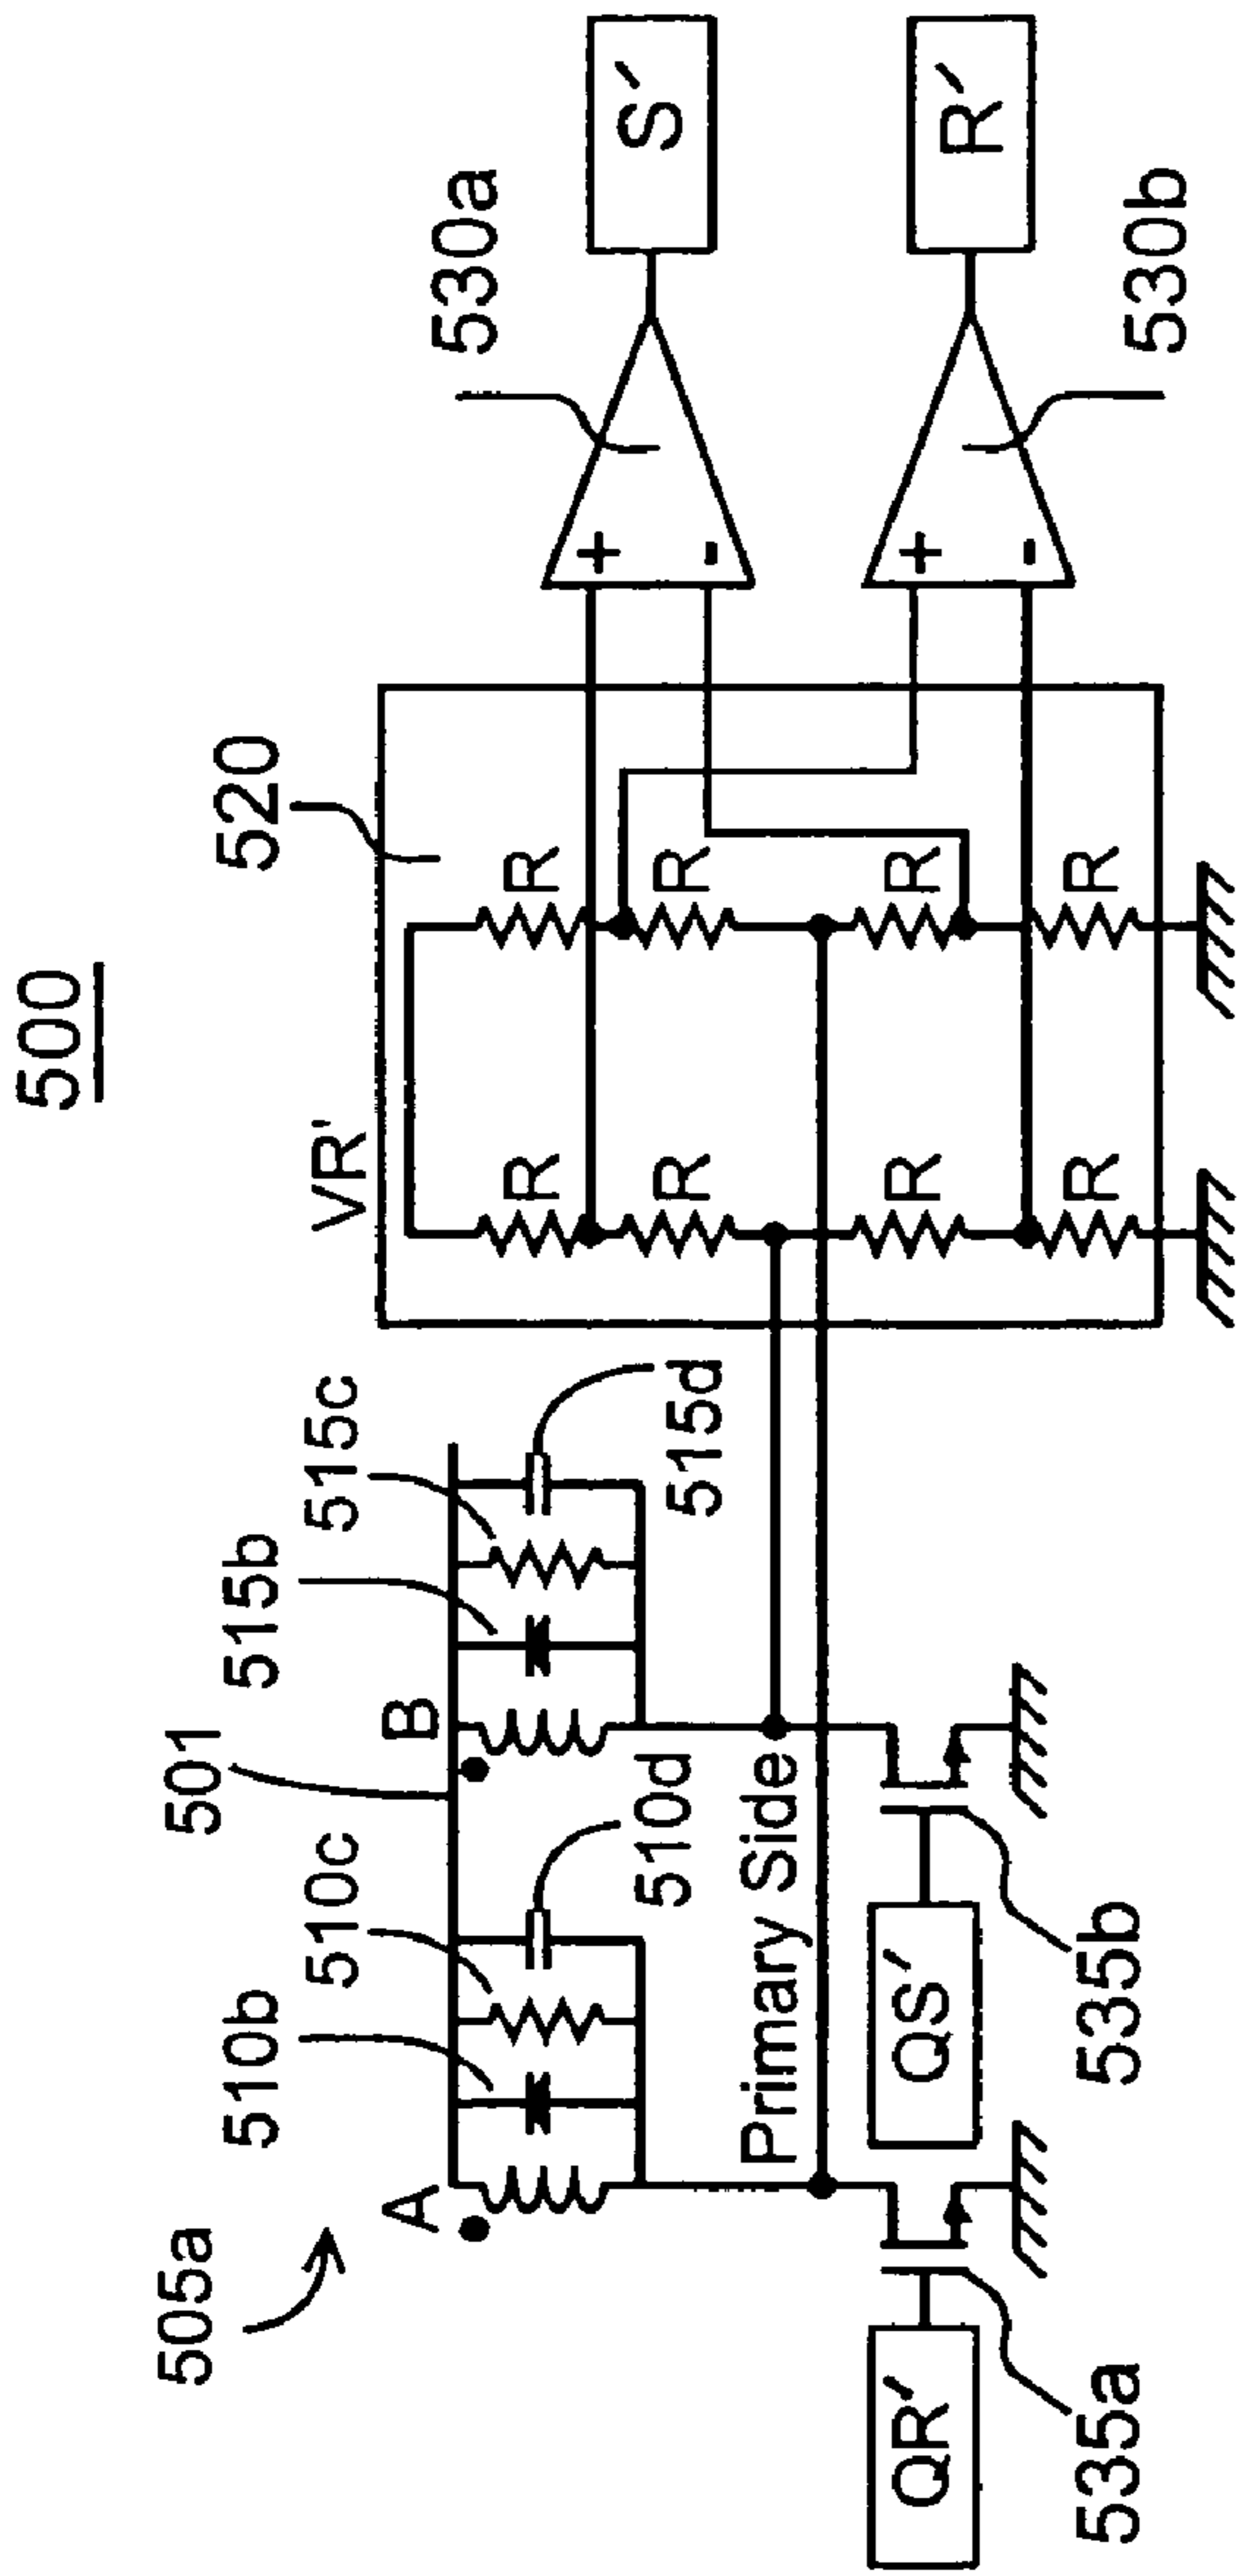 500
505a
A
510b
510c
510d
501
B
515b
515c
515d
VR'
520
R
R
R
R
R
R
R
R
530a
+
-
S'
530b
+
-
R'
Primary Side
QR'
535a
QS'
535b